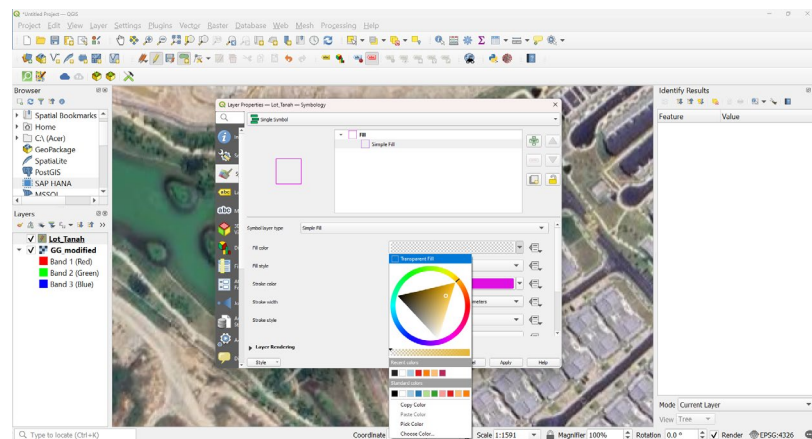 *Untitled Project — QGIS
Project Edit View Layer Settings Plugins Vector Raster Database Web Mesh Processing Help
Browser
Spatial Bookmarks
Home
C:\ (Acer)
GeoPackage
SpatiaLite
PostGIS
SAP HANA
MSSQL
Layers
Lot_Tanah
GG_modified
Band 1 (Red)
Band 2 (Green)
Band 3 (Blue)
Layer Properties — Lot_Tanah — Symbology
Single Symbol
Fill
Simple Fill
Symbol layer type
Simple Fill
Fill color
Fill style
Stroke color
Stroke width
Stroke style
Transparent Fill
Recent colors
Standard colors
Copy Color
Paste Color
Pick Color
Choose Color...
Layer Rendering
Style
Apply
Help
Identify Results
Feature Value
Mode Current Layer
View Tree
Type to locate (Ctrl+K)
Coordinate
Scale 1:1591
Magnifier 100%
Rotation 0.0 °
Render
EPSG:4326